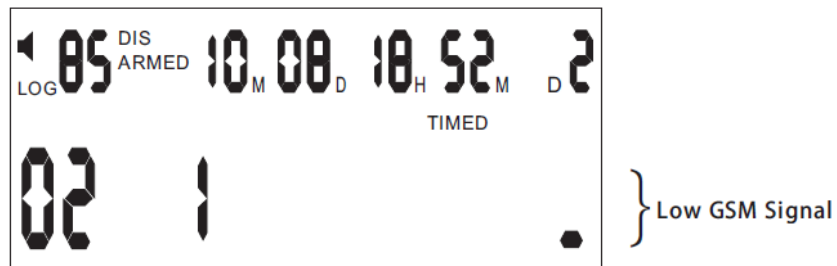 LOG 85 DIS ARMED 10 M 08 D 18 H 52 M D 2
TIMED
02 1 .
Low GSM Signal